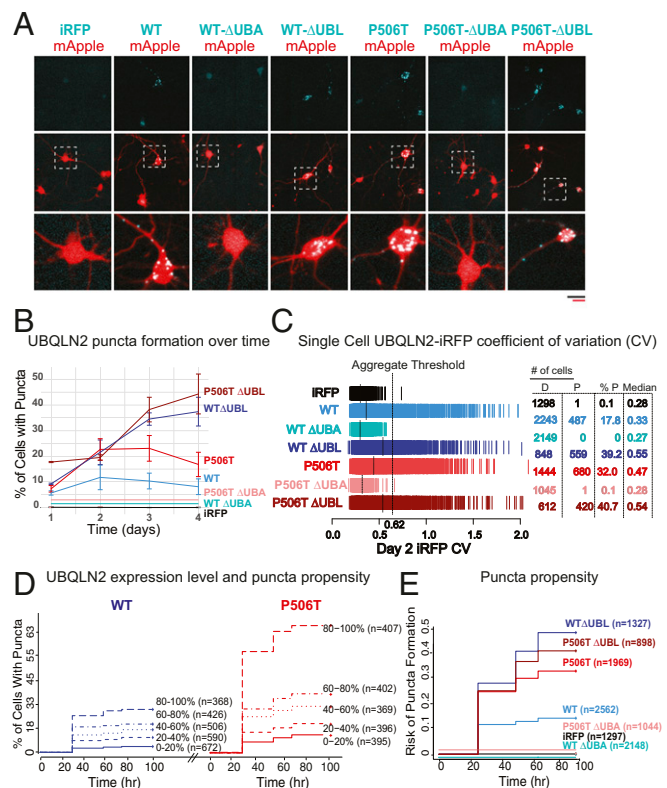 A
iRFP WT WT-ΔUBA WT-ΔUBL P506T P506T-ΔUBA P506T-ΔUBL
mApple mApple mApple mApple mApple mApple mApple
B
UBQLN2 puncta formation over time
% of Cells with Puncta
50
40
30
20
10
0
1 2 3 4
Time (days)
P506T ΔUBL
WTΔUBL
P506T
WT
P506T ΔUBA
WT ΔUBA
iRFP
C
Single Cell UBQLN2-iRFP coefficient of variation (CV)
Aggregate Threshold
# of cells
D P % P Median
iRFP 1298 1 0.1 0.28
WT 2243 487 17.8 0.33
WT ΔUBA 2149 0 0 0.27
WT ΔUBL 848 559 39.2 0.55
P506T 1444 680 32.0 0.47
P506T ΔUBA 1045 1 0.1 0.28
P506T ΔUBL 612 420 40.7 0.54
0.62
0.0 0.5 1.0 1.5 2.0
Day 2 iRFP CV
D
UBQLN2 expression level and puncta propensity
WT P506T
% of Cells With Puncta
63
55
45
36
28
18
8
0
80-100% (n=368)
60-80% (n=426)
40-60% (n=506)
20-40% (n=590)
0-20% (n=672)
80-100% (n=407)
60-80% (n=402)
40-60% (n=369)
20-40% (n=396)
0-20% (n=395)
0 20 40 60 80 100 0 20 40 60 80 100
Time (hr) Time (hr)
E
Puncta propensity
Risk of Puncta Formation
0.5
0.4
0.3
0.2
0.1
0
WTΔUBL (n=1327)
P506T ΔUBL (n=898)
P506T (n=1969)
WT (n=2562)
P506T ΔUBA (n=1044)
iRFP (n=1297)
WT ΔUBA (n=2148)
0 20 40 60 80 100
Time (hr)